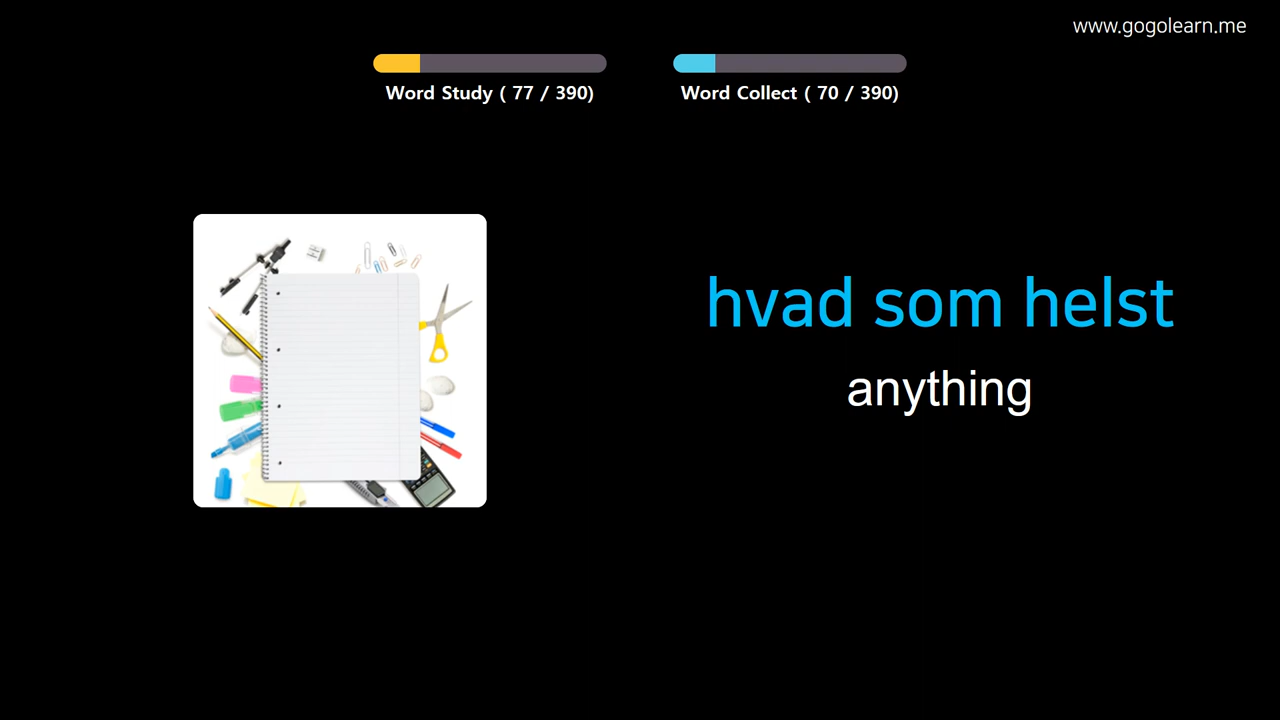 www.gogolearn.me
Word Study ( 77 / 390)
Word Collect ( 70 / 390)
hvad som helst
anything